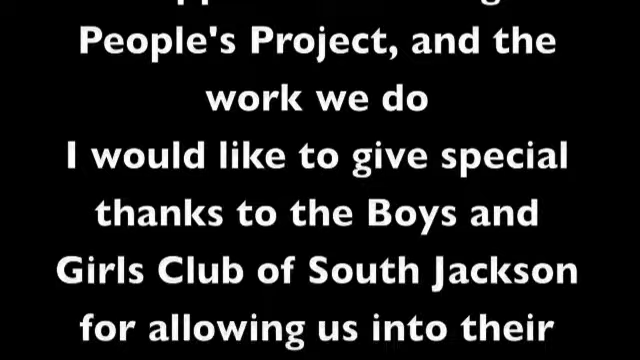 People's Project, and the
work we do
I would like to give special
thanks to the Boys and
Girls Club of South Jackson
for allowing us into their